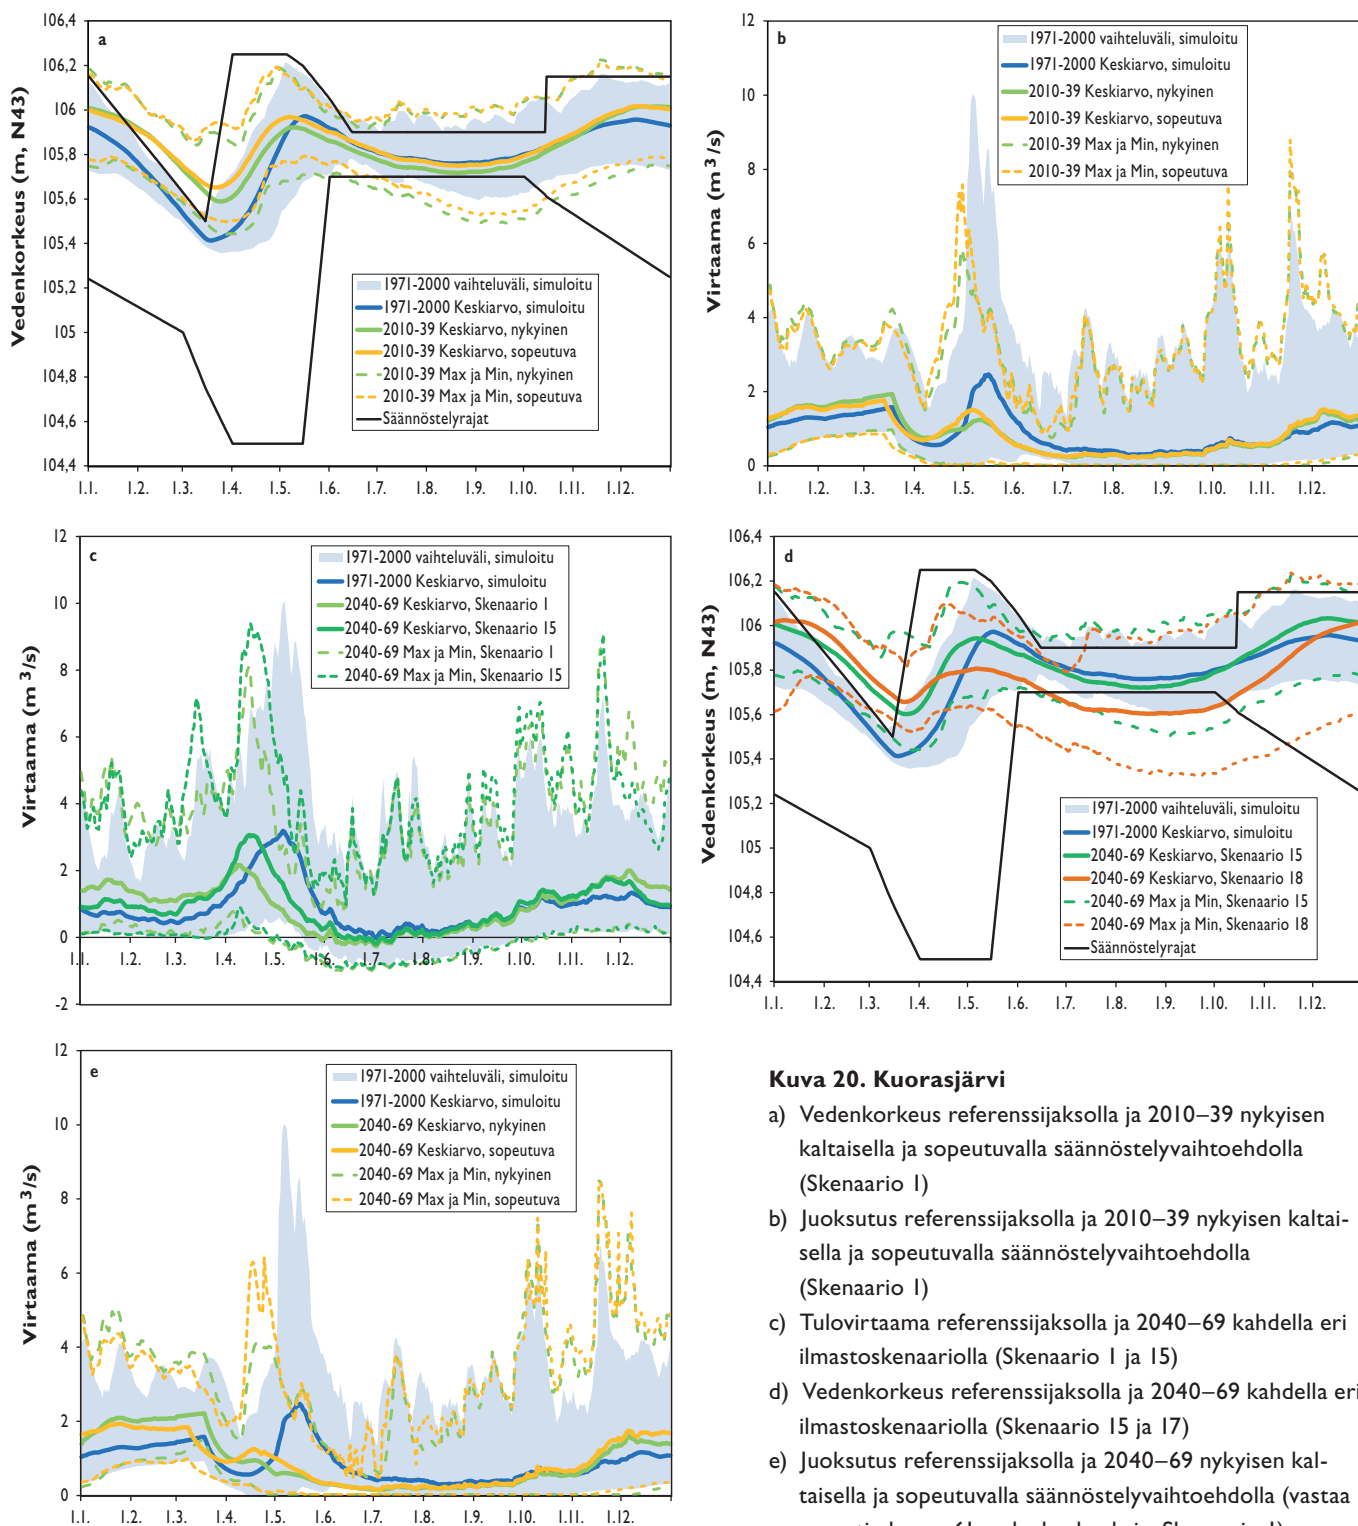 a
Vedenkorkeus (m, N43)
106,4
106,2
106
105,8
105,6
105,4
105,2
105
104,8
104,6
104,4
1.1. 1.2. 1.3. 1.4. 1.5. 1.6. 1.7. 1.8. 1.9. 1.10. 1.11. 1.12.
1971-2000 vaihteluväli, simuloitu
1971-2000 Keskiarvo, simuloitu
2010-39 Keskiarvo, nykyinen
2010-39 Keskiarvo, sopeutuva
2010-39 Max ja Min, nykyinen
2010-39 Max ja Min, sopeutuva
Säännöstelyrajat
b
Virtaama (m³/s)
12
10
8
6
4
2
0
1.1. 1.2. 1.3. 1.4. 1.5. 1.6. 1.7. 1.8. 1.9. 1.10. 1.11. 1.12.
1971-2000 vaihteluväli, simuloitu
1971-2000 Keskiarvo, simuloitu
2010-39 Keskiarvo, nykyinen
2010-39 Keskiarvo, sopeutuva
2010-39 Max ja Min, nykyinen
2010-39 Max ja Min, sopeutuva
c
Virtaama (m³/s)
12
10
8
6
4
2
0
-2
1.1. 1.2. 1.3. 1.4. 1.5. 1.6. 1.7. 1.8. 1.9. 1.10. 1.11. 1.12.
1971-2000 vaihteluväli, simuloitu
1971-2000 Keskiarvo, simuloitu
2040-69 Keskiarvo, Skenaario 1
2040-69 Keskiarvo, Skenaario 15
2040-69 Max ja Min, Skenaario 1
2040-69 Max ja Min, Skenaario 15
d
Vedenkorkeus (m, N43)
106,4
106,2
106
105,8
105,6
105,4
105,2
105
104,8
104,6
104,4
1.1. 1.2. 1.3. 1.4. 1.5. 1.6. 1.7. 1.8. 1.9. 1.10. 1.11. 1.12.
1971-2000 vaihteluväli, simuloitu
1971-2000 Keskiarvo, simuloitu
2040-69 Keskiarvo, Skenaario 15
2040-69 Keskiarvo, Skenaario 18
2040-69 Max ja Min, Skenaario 15
2040-69 Max ja Min, Skenaario 18
Säännöstelyrajat
e
Virtaama (m³/s)
12
10
8
6
4
2
0
1.1. 1.2. 1.3. 1.4. 1.5. 1.6. 1.7. 1.8. 1.9. 1.10. 1.11. 1.12.
1971-2000 vaihteluväli, simuloitu
1971-2000 Keskiarvo, simuloitu
2040-69 Keskiarvo, nykyinen
2040-69 Keskiarvo, sopeutuva
2040-69 Max ja Min, nykyinen
2040-69 Max ja Min, sopeutuva
Kuva 20. Kuorasjärvi
a) Vedenkorkeus referenssijaksolla ja 2010–39 nykyisen
kaltaisella ja sopeutuvalla säännöstelyvaihtoehdolla
(Skenaario 1)
b) Juoksutus referenssijaksolla ja 2010–39 nykyisen kaltai-
sella ja sopeutuvalla säännöstelyvaihtoehdolla
(Skenaario 1)
c) Tulovirtaama referenssijaksolla ja 2040–69 kahdella eri
ilmastoskenaariolla (Skenaario 1 ja 15)
d) Vedenkorkeus referenssijaksolla ja 2040–69 kahdella eri
ilmastoskenaariolla (Skenaario 15 ja 17)
e) Juoksutus referenssijaksolla ja 2040–69 nykyisen kal-
taisella ja sopeutuvalla säännöstelyvaihtoehdolla (vastaa